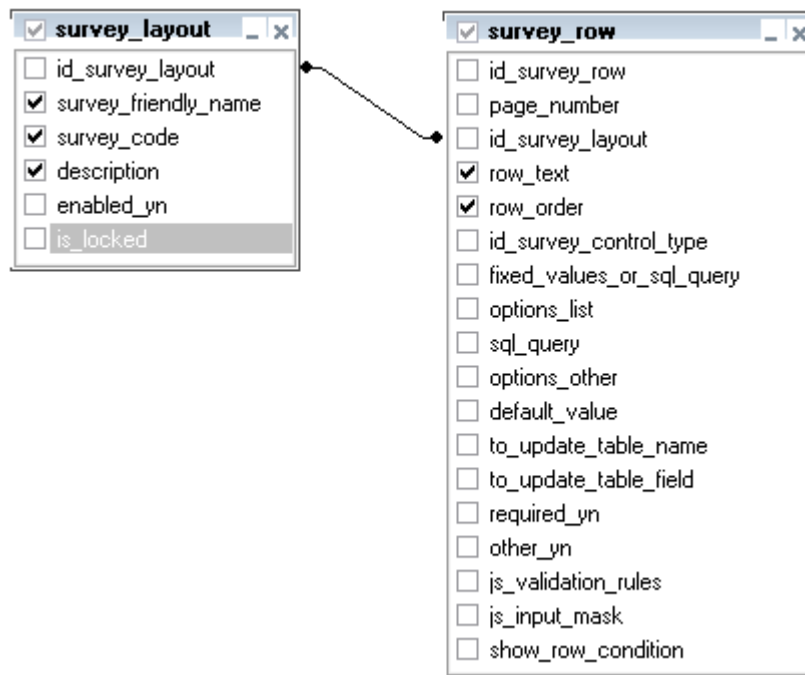 survey_layout
id_survey_layout
survey_friendly_name
survey_code
description
enabled_yn
is_locked
survey_row
id_survey_row
page_number
id_survey_layout
row_text
row_order
id_survey_control_type
fixed_values_or_sql_query
options_list
sql_query
options_other
default_value
to_update_table_name
to_update_table_field
required_yn
other_yn
js_validation_rules
js_input_mask
show_row_condition